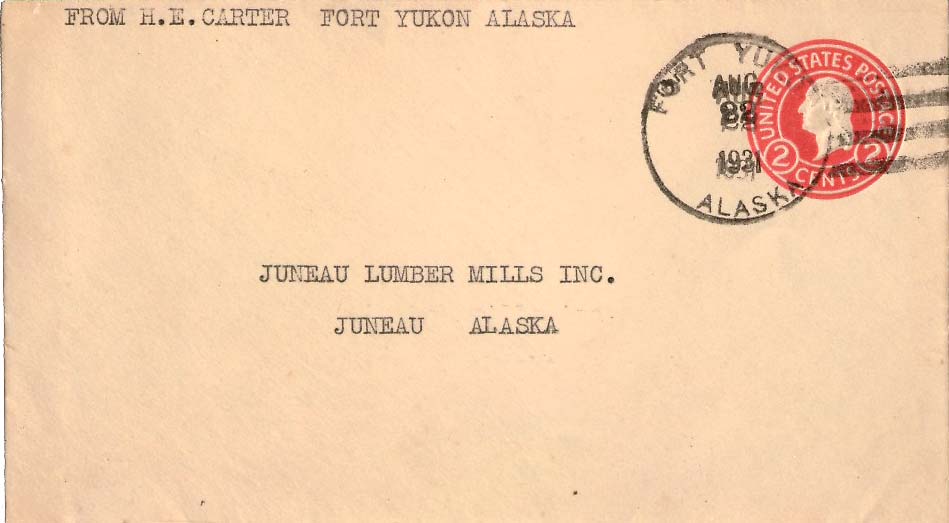 FROM H.E.CARTER FORT YUKON ALASKA
FORT YU
AUG
22
1931
ALASKA
UNITED STATES POSTAGE
2 CENTS 2
JUNEAU LUMBER MILLS INC.
JUNEAU ALASKA